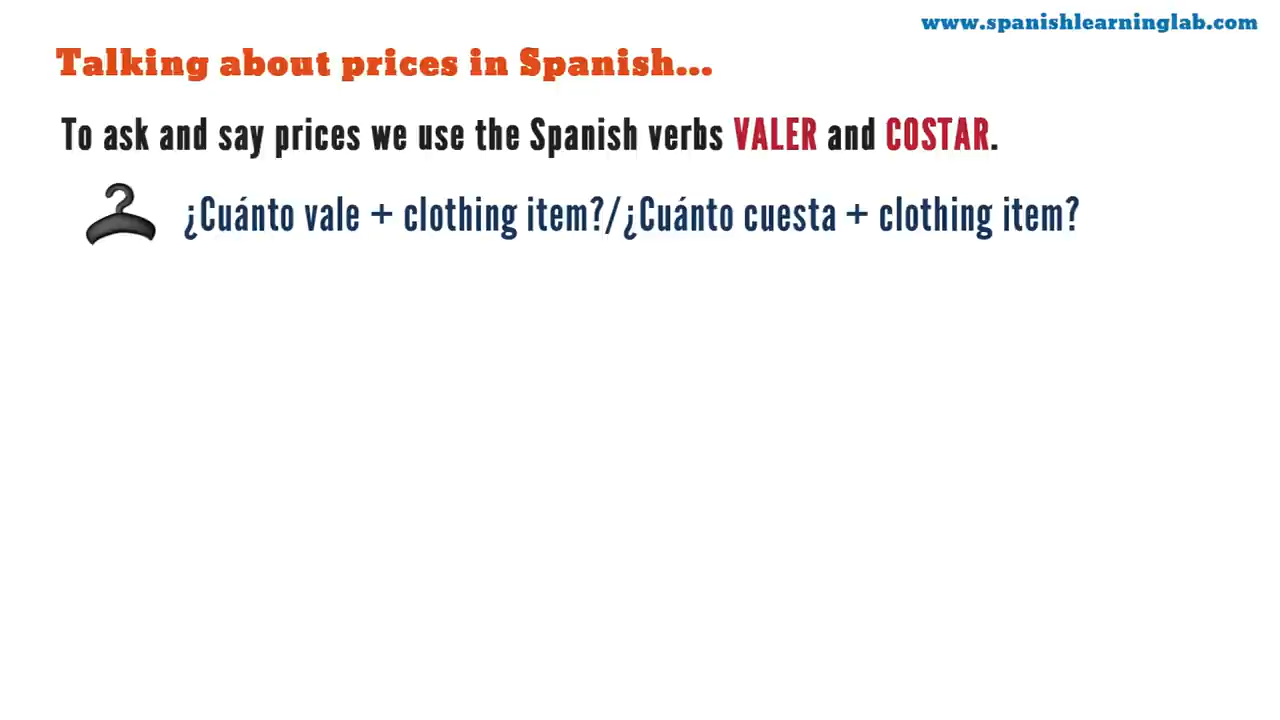 www.spanishlearninglab.com
Talking about prices in Spanish...
To ask and say prices we use the Spanish verbs VALER and COSTAR.
¿Cuánto vale + clothing item?/¿Cuánto cuesta + clothing item?